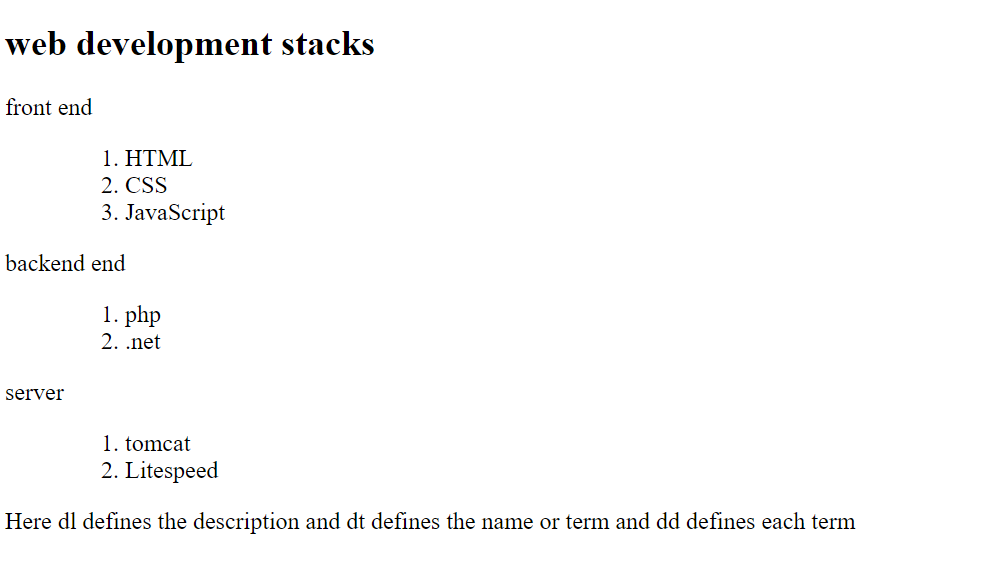 web development stacks
front end
1. HTML
2. CSS
3. JavaScript
backend end
1. php
2. .net
server
1. tomcat
2. Litespeed
Here dl defines the description and dt defines the name or term and dd defines each term